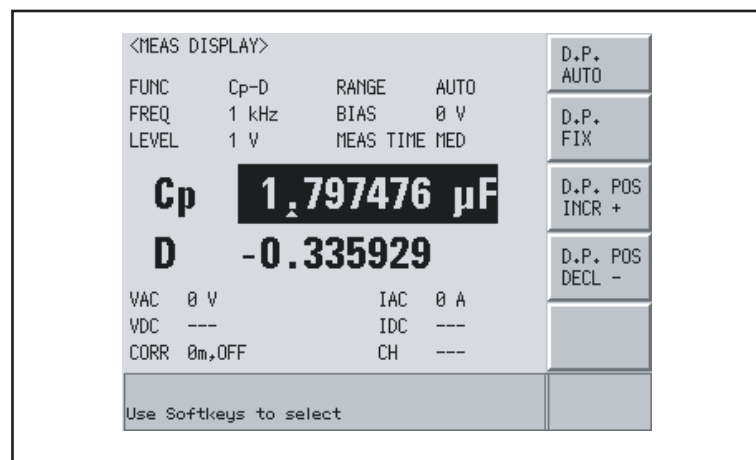 <MEAS DISPLAY>
FUNC Cp-D RANGE AUTO
FREQ 1 kHz BIAS 0 V
LEVEL 1 V MEAS TIME MED
Cp 1.797476 µF
D -0.335929
VAC 0 V IAC 0 A
VDC --- IDC ---
CORR 0m,OFF CH ---
Use Softkeys to select
D.P.
AUTO
D.P.
FIX
D.P. POS
INCR +
D.P. POS
DECL -